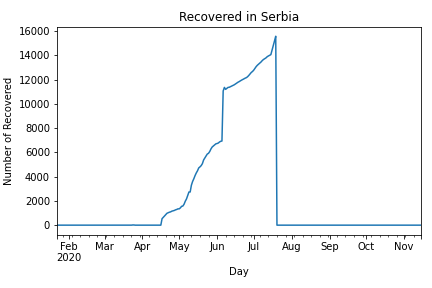 Recovered in Serbia
16000
14000
12000
10000
8000
6000
4000
2000
0
Number of Recovered
Feb Mar Apr May Jun Jul Aug Sep Oct Nov
2020
Day